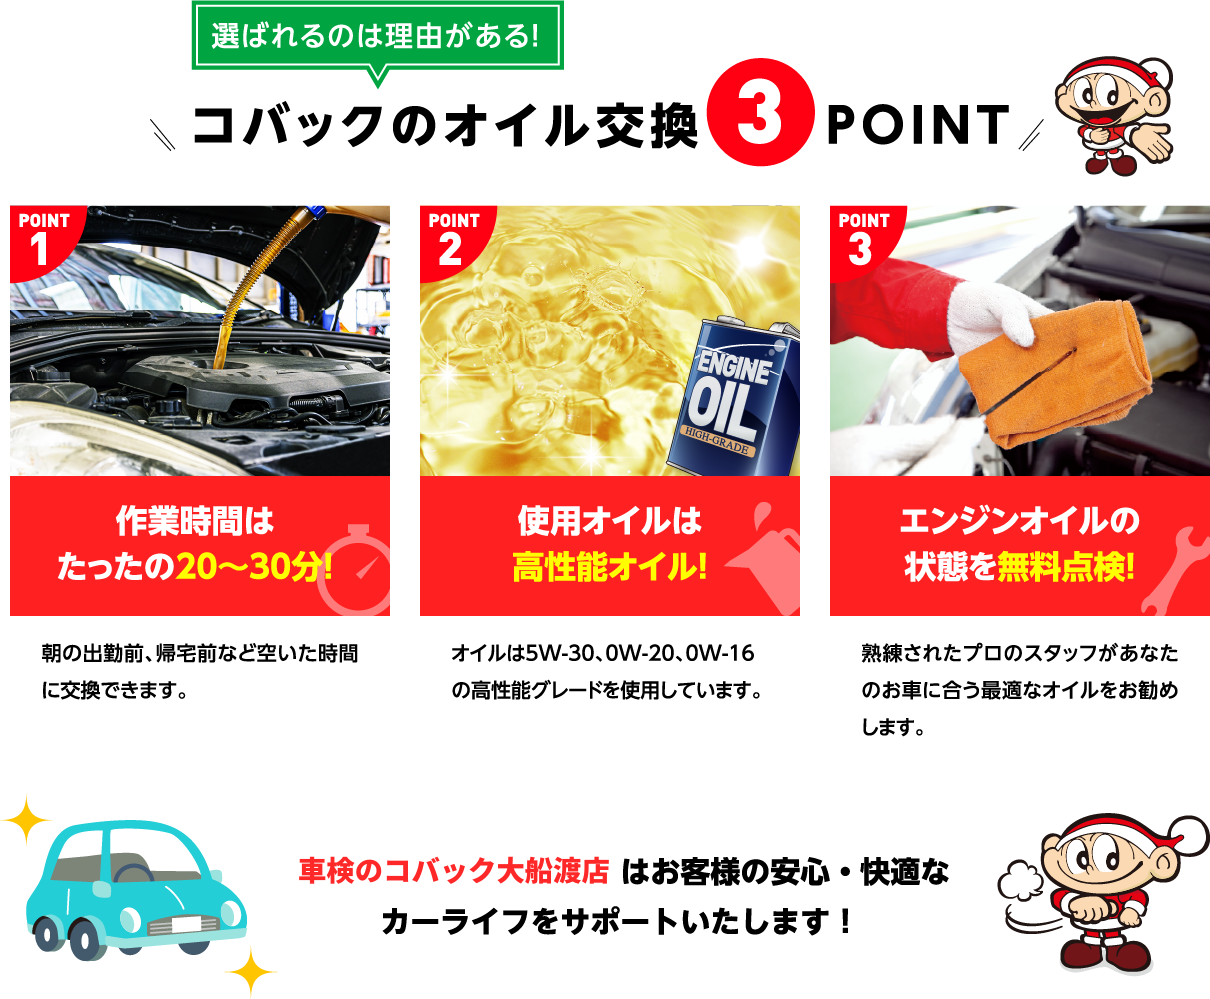 選ばれるのは理由がある!
コバックのオイル交換3POINT
POINT
1
作業時間は
たったの20〜30分!
朝の出勤前、帰宅前など空いた時間
に交換できます。
POINT
2
ENGINE
OIL
HIGH-GRADE
使用オイルは
高性能オイル!
オイルは5W-30、0W-20、0W-16
の高性能グレードを使用しています。
POINT
3
エンジンオイルの
状態を無料点検!
熟練されたプロのスタッフがあなた
のお車に合う最適なオイルをお勧め
します。
車検のコバック大船渡店 はお客様の安心・快適な
カーライフをサポートいたします！